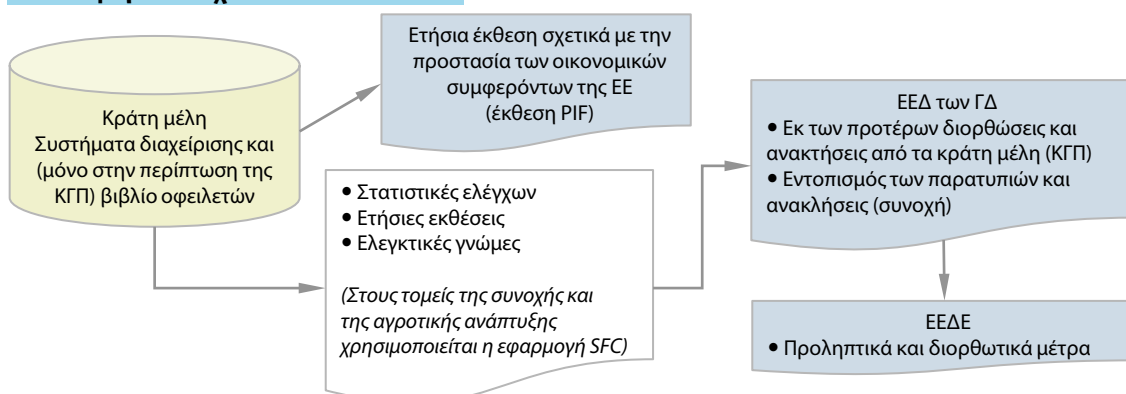 Ετήσια έκθεση σχετικά με την
προστασία των οικονομικών
συμφερόντων της ΕΕ
(έκθεση PIF)
Κράτη μέλη
Συστήματα διαχείρισης και
(μόνο στην περίπτωση της
ΚΓΠ) βιβλίο οφειλετών
• Στατιστικές ελέγχων
• Ετήσιες εκθέσεις
• Ελεγκτικές γνώμες
(Στους τομείς της συνοχής και
της αγροτικής ανάπτυξης
χρησιμοποιείται η εφαρμογή SFC)
ΕΕΔ των ΓΔ
• Εκ των προτέρων διορθώσεις και
ανακτήσεις από τα κράτη μέλη (ΚΓΠ)
• Εντοπισμός των παρατυπιών και
ανακλήσεις (συνοχή)
ΕΕΔΕ
• Προληπτικά και διορθωτικά μέτρα